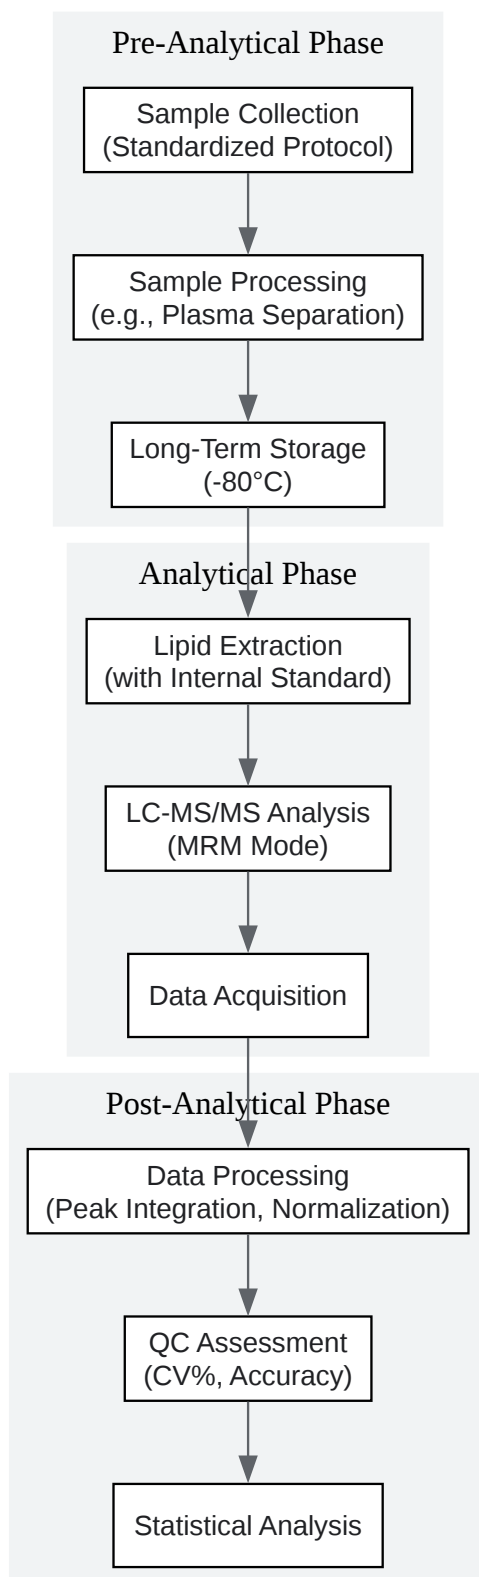 Pre-Analytical Phase
Sample Collection
(Standardized Protocol)
Sample Processing
(e.g., Plasma Separation)
Long-Term Storage
(-80°C)
Analytical Phase
Lipid Extraction
(with Internal Standard)
LC-MS/MS Analysis
(MRM Mode)
Data Acquisition
Post-Analytical Phase
Data Processing
(Peak Integration, Normalization)
QC Assessment
(CV%, Accuracy)
Statistical Analysis